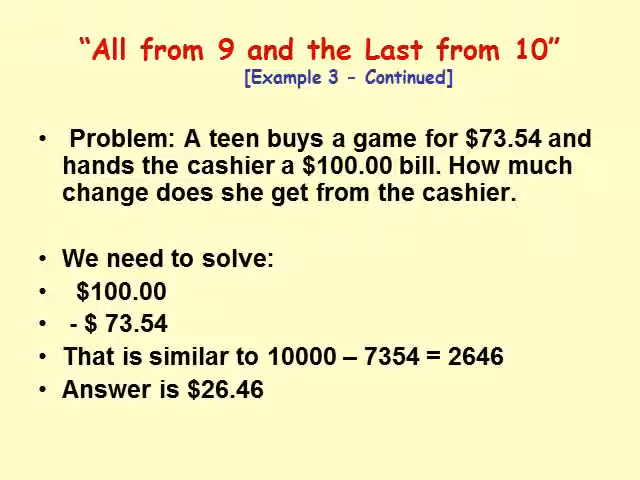 “All from 9 and the Last from 10”
[Example 3 - Continued]
• Problem: A teen buys a game for $73.54 and
hands the cashier a $100.00 bill. How much
change does she get from the cashier.
• We need to solve:
• $100.00
• - $ 73.54
• That is similar to 10000 – 7354 = 2646
• Answer is $26.46